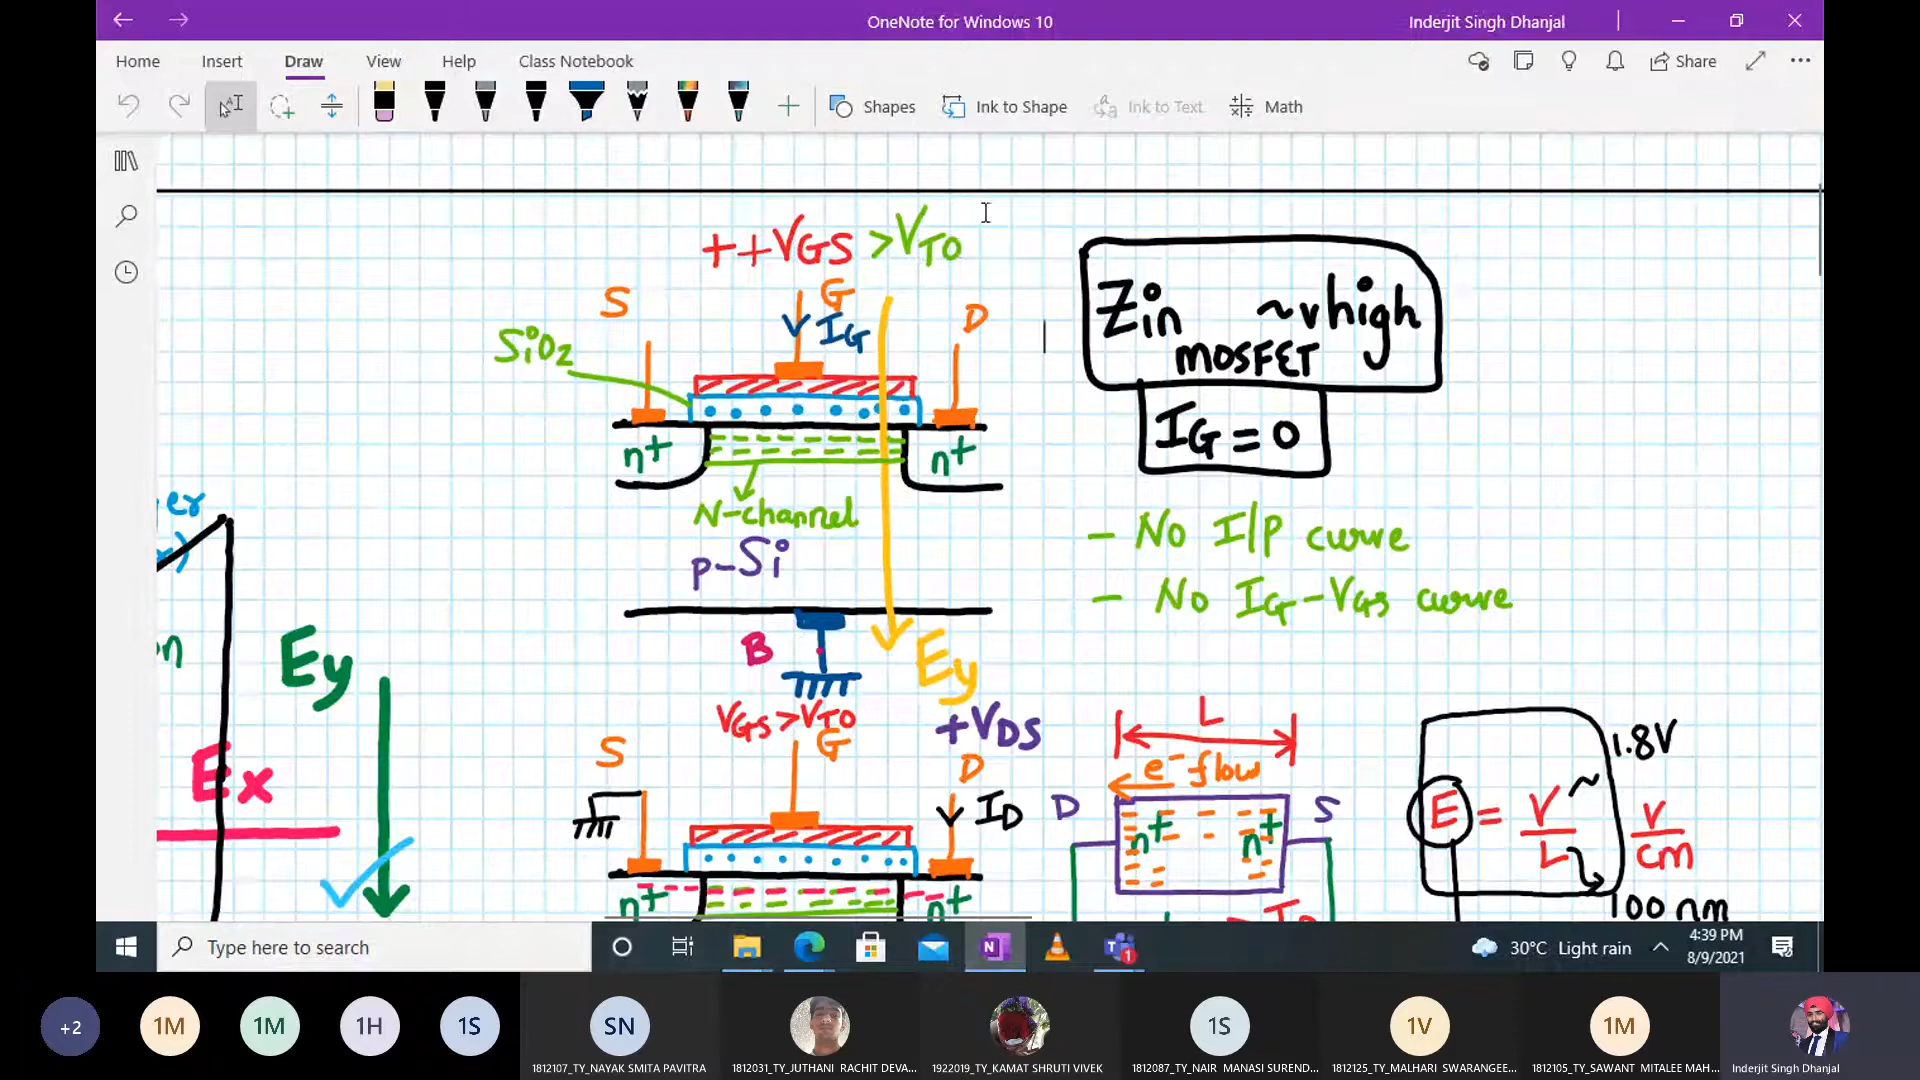 OneNote for Windows 10
Inderjit Singh Dhanjal
Home Insert Draw View Help Class Notebook
Share
Shapes Ink to Shape Ink to Text Math
++VGS >VTO
S G D
IG
SiO2
n+ n+
N-channel
p-Si
B
Ey
Zin ~vhigh
MOSFET
IG = 0
- No I/P curve
- No IG-VGS curve
er
n
Ey
Ex
VGS >VTO
+VDS
S G D
ID
n+ n+
L
e- flow
D n+ n+ S
1.8V
E = V/L ~ V/cm
100 nm
Type here to search
30°C Light rain
4:39 PM
8/9/2021
1
+2 1M 1M 1H 1S SN 1S 1V 1M
1812107_TY_NAYAK SMITA PAVITRA
1812031_TY_JUTHANI RACHIT DEVA...
1922019_TY_KAMAT SHRUTI VIVEK
1812087_TY_NAIR MANASI SUREND...
1812125_TY_MALHARI SWARANGEE...
1812105_TY_SAWANT MITALEE MAH...
Inderjit Singh Dhanjal